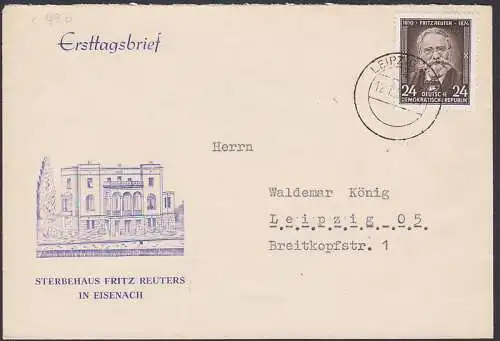 Ersttagsbrief
1810 · FRITZ REUTER · 1874
24 DEUTSCHE 24
DEMOKRATISCHE REPUBLIK
LEIPZIG
Herrn
Waldemar König
Leipzig 05
Breitkopfstr. 1
STERBEHAUS FRITZ REUTERS
IN EISENACH